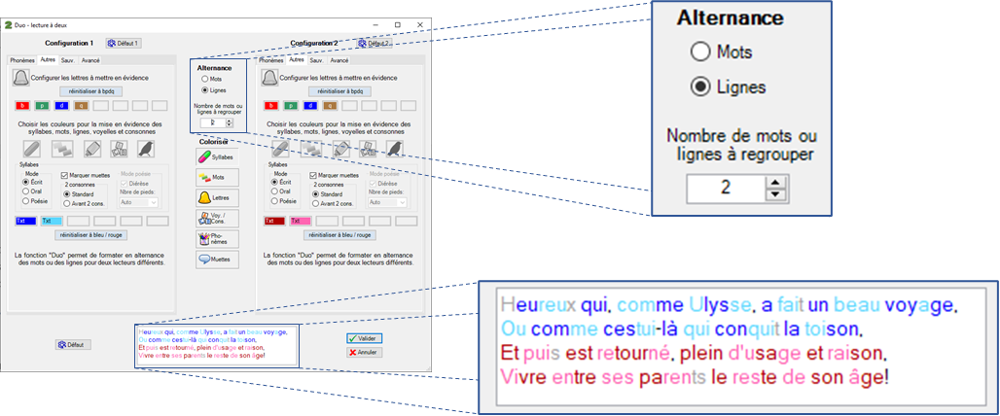 Duo - lecture à deux
Configuration 1
Défaut 1
Configuration 2
Défaut 2
Phonèmes Autres Sauv. Avancé
Configurer les lettres à mettre en évidence
réinitialiser à bpdq
b p d q
Choisir les couleurs pour la mise en évidence des
syllabes, mots, lignes, voyelles et consonnes
Syllabes
Mode
Écrit
Oral
Poésie
Marquer muettes
2 consonnes
Standard
Avant 2 cons.
Mode poésie
Diérèse
Nbre de pieds:
Auto
Txt Txt
réinitialiser à bleu / rouge
La fonction "Duo" permet de formater en alternance
des mots ou des lignes pour deux lecteurs différents.
Alternance
Mots
Lignes
Nombre de mots ou
lignes à regrouper
2
Coloriser
Syllabes
Mots
Lettres
Voy. /
Cons.
Pho-
nèmes
Muettes
Phonèmes Autres Sauv. Avancé
Configurer les lettres à mettre en évidence
réinitialiser à bpdq
b p d q
Choisir les couleurs pour la mise en évidence des
syllabes, mots, lignes, voyelles et consonnes
Syllabes
Mode
Écrit
Oral
Poésie
Marquer muettes
2 consonnes
Standard
Avant 2 cons.
Mode poésie
Diérèse
Nbre de pieds:
Auto
Txt Txt
réinitialiser à bleu / rouge
La fonction "Duo" permet de formater en alternance
des mots ou des lignes pour deux lecteurs différents.
Défaut
Heureux qui, comme Ulysse, a fait un beau voyage,
Ou comme cestui-là qui conquit la toison,
Et puis est retourné, plein d'usage et raison,
Vivre entre ses parents le reste de son âge!
Valider
Annuler
Alternance
Mots
Lignes
Nombre de mots ou
lignes à regrouper
2
Heureux qui, comme Ulysse, a fait un beau voyage,
Ou comme cestui-là qui conquit la toison,
Et puis est retourné, plein d'usage et raison,
Vivre entre ses parents le reste de son âge!